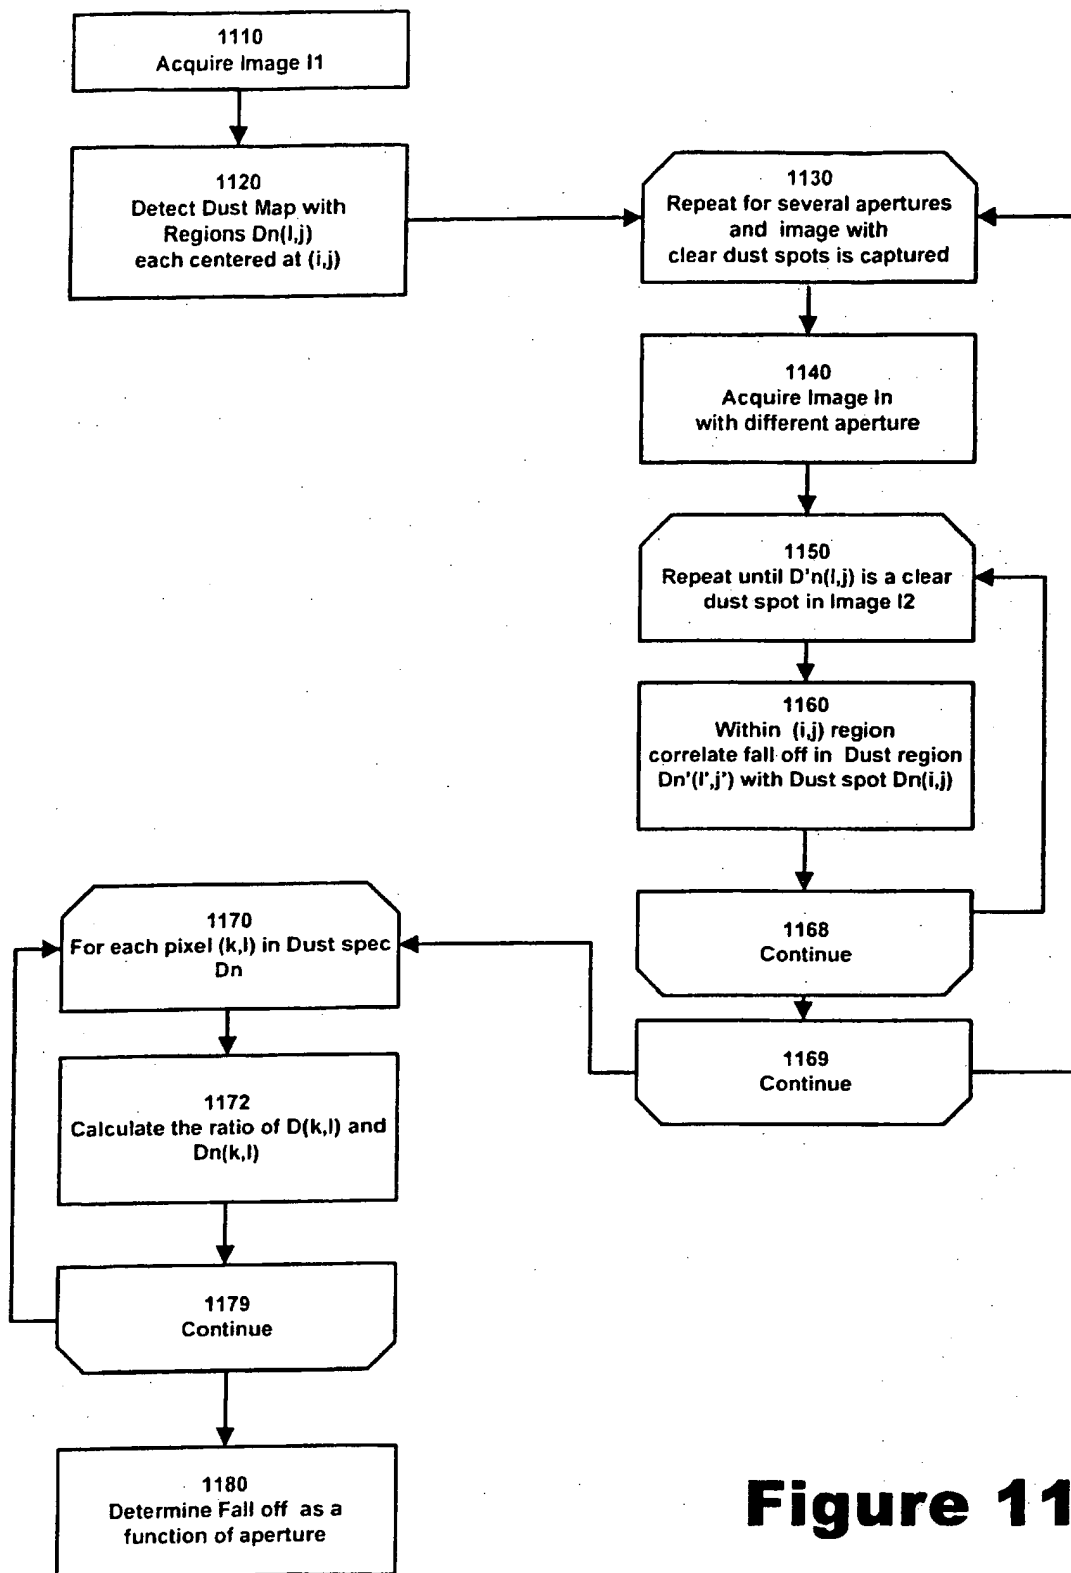 1110
Acquire Image I1
1120
Detect Dust Map with
Regions Dn(I,j)
each centered at (i,j)
1130
Repeat for several apertures
and image with
clear dust spots is captured
1140
Acquire Image In
with different aperture
1150
Repeat until D'n(I,j) is a clear
dust spot in Image I2
1160
Within (i,j) region
correlate fall off in Dust region
Dn'(I',j') with Dust spot Dn(i,j)
1168
Continue
1169
Continue
1170
For each pixel (k,l) in Dust spec
Dn
1172
Calculate the ratio of D(k,l) and
Dn(k,l)
1179
Continue
1180
Determine Fall off as a
function of aperture
Figure 11